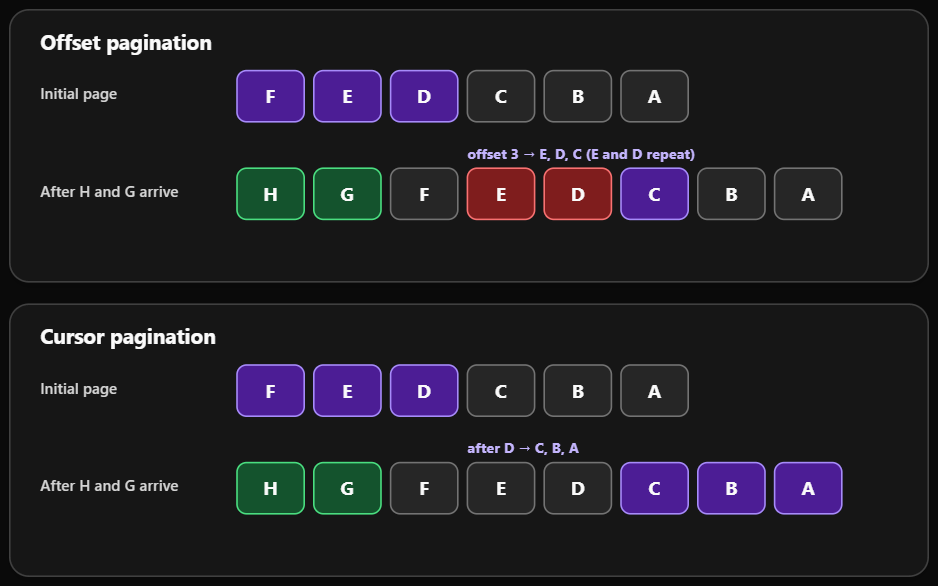 Offset pagination
Initial page
F E D C B A
offset 3 → E, D, C (E and D repeat)
After H and G arrive
H G F E D C B A
Cursor pagination
Initial page
F E D C B A
after D → C, B, A
After H and G arrive
H G F E D C B A